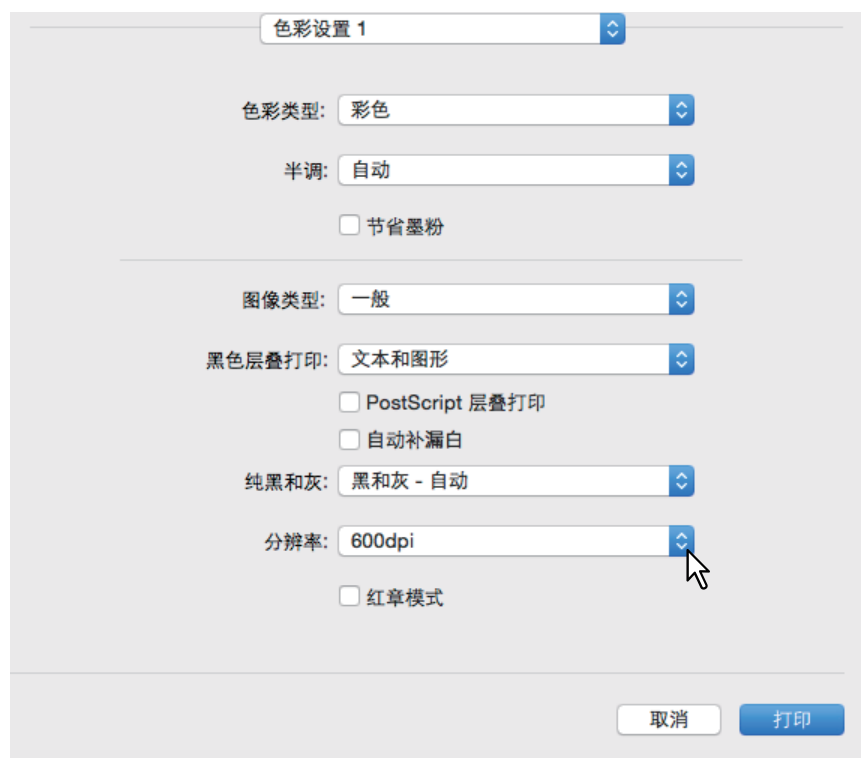 色彩设置 1
色彩类型: 彩色
半调: 自动
节省墨粉
图像类型: 一般
黑色层叠打印: 文本和图形
PostScript 层叠打印
自动补漏白
纯黑和灰: 黑和灰 - 自动
分辨率: 600dpi
红章模式
取消 打印